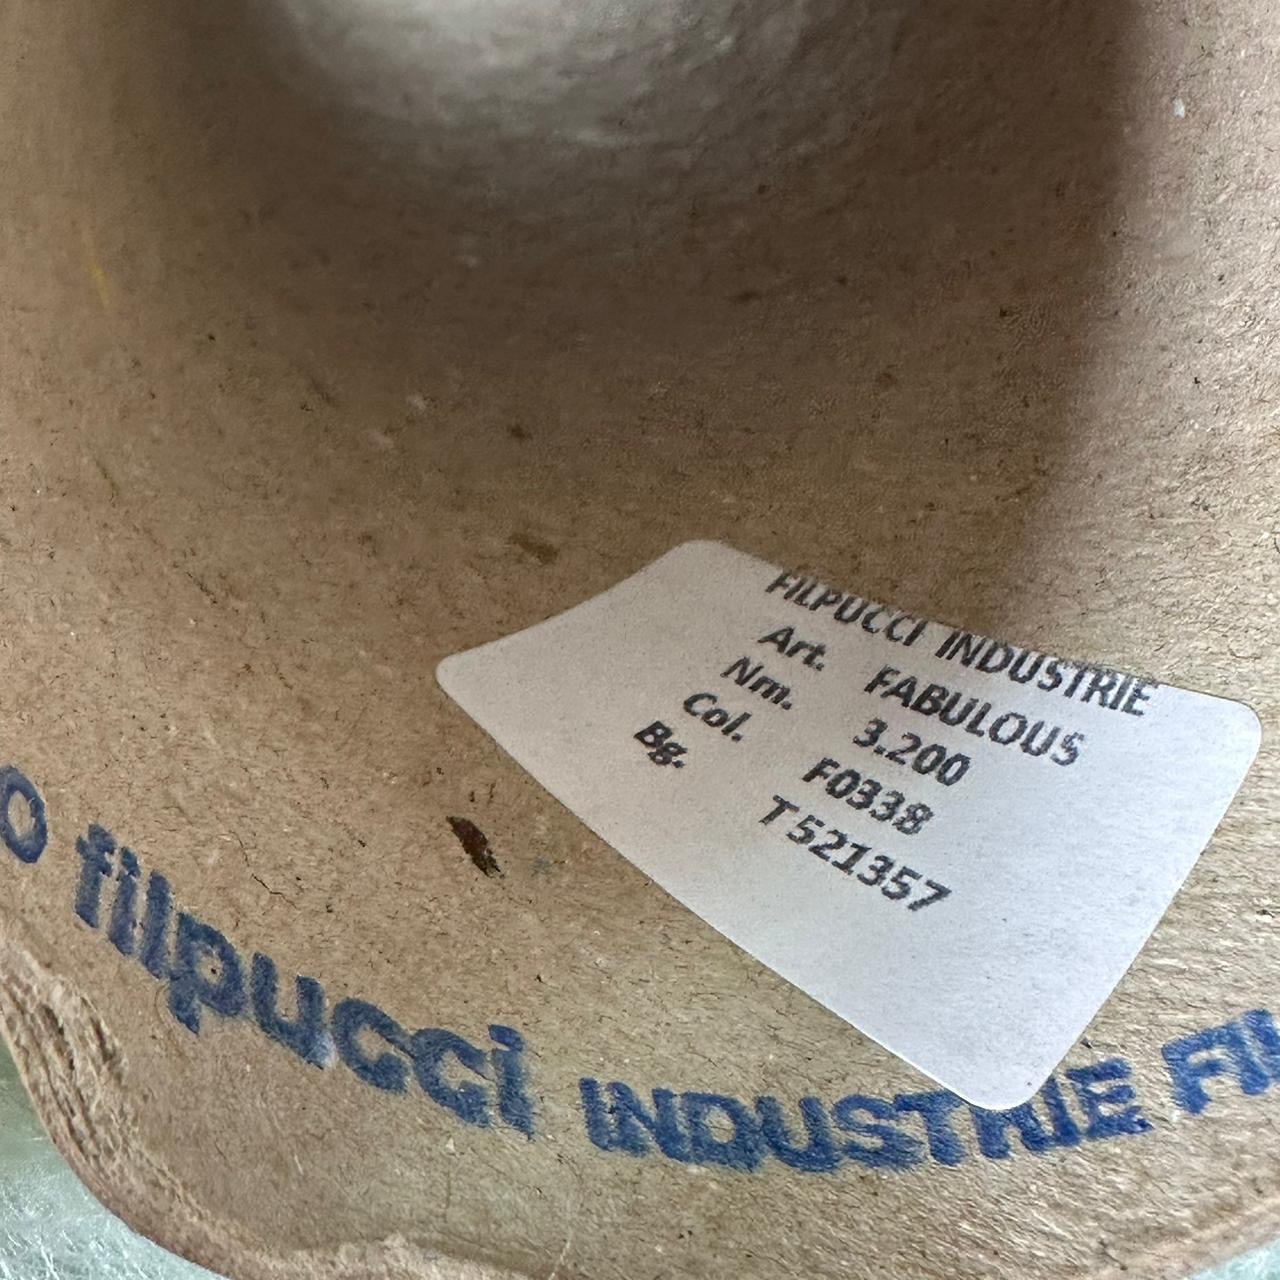 FILPUCCI INDUSTRIE
Art. FABULOUS
Nm. 3.200
Col. F0338
Bg. T521357
filpucci INDUSTRIE